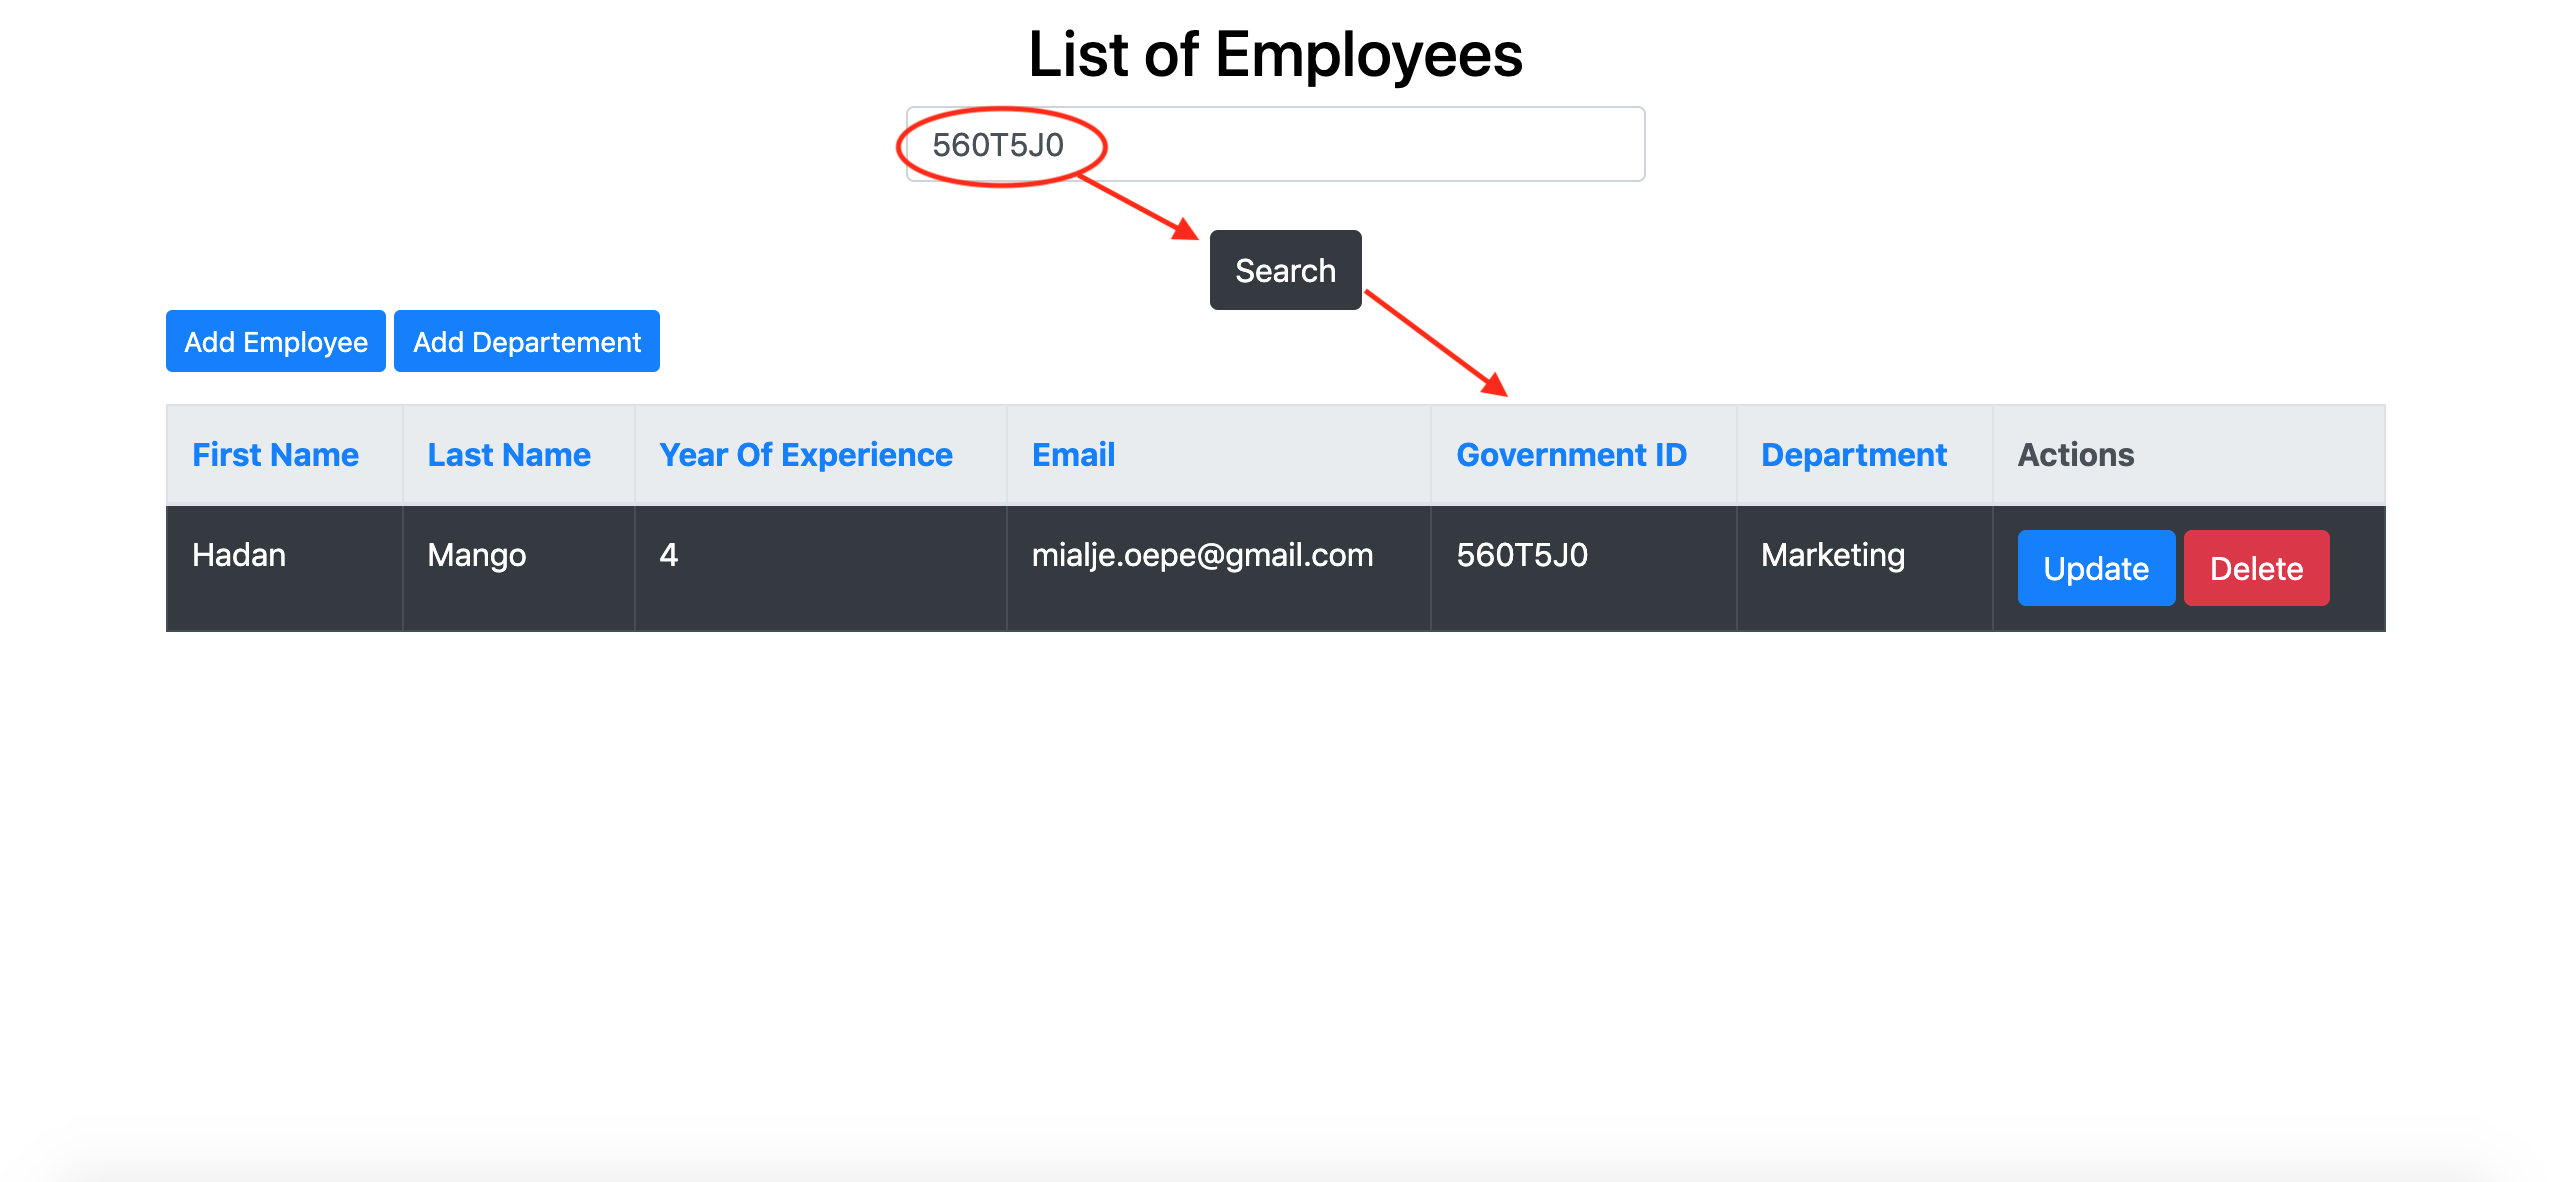 List of Employees
560T5J0
Search
Add Employee Add Departement
First Name Last Name Year Of Experience Email Government ID Department Actions
Hadan Mango 4 mialje.oepe@gmail.com 560T5J0 Marketing Update Delete